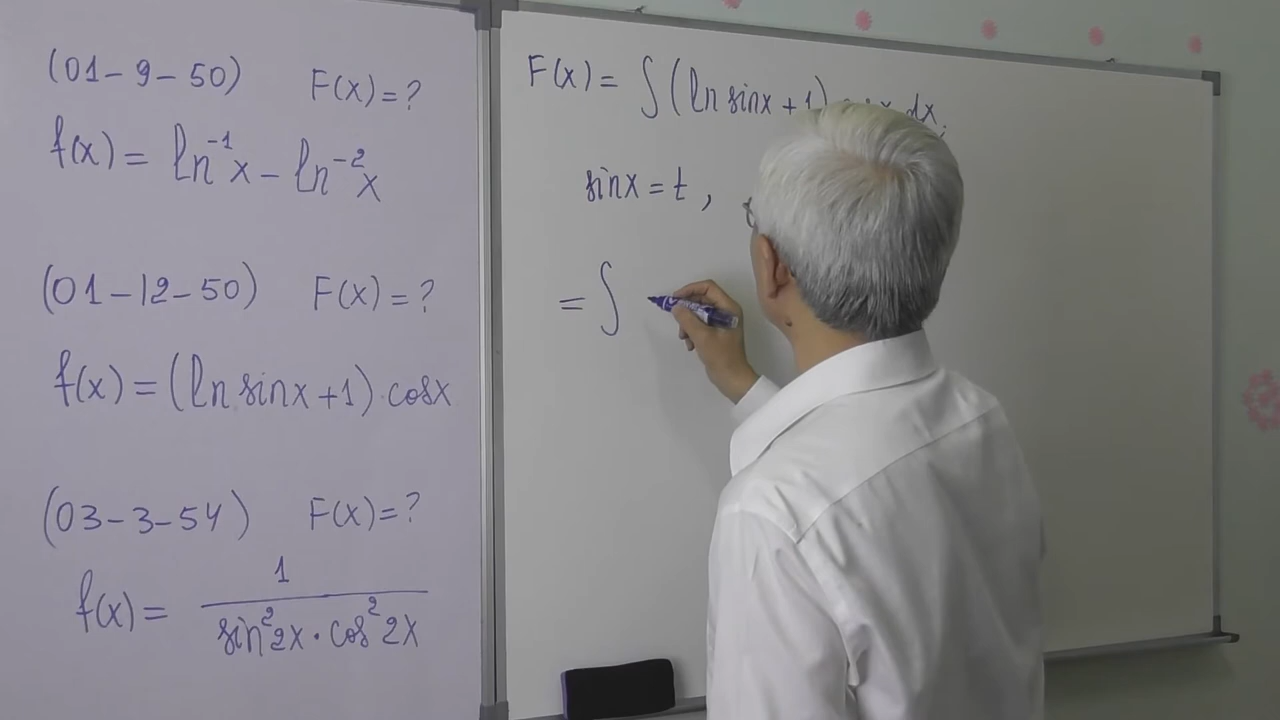 (01-9-50) F(x)=?
f(x) = ln⁻¹x - ln⁻²x
(01-12-50) F(x)=?
f(x) = (ln sinx+1)·cosx
(03-3-54) F(x)=?
1
f(x) =
sin²2x·cos²2x
F(x) = ∫(ln sinx+1) dx;
sinx = t,
= ∫